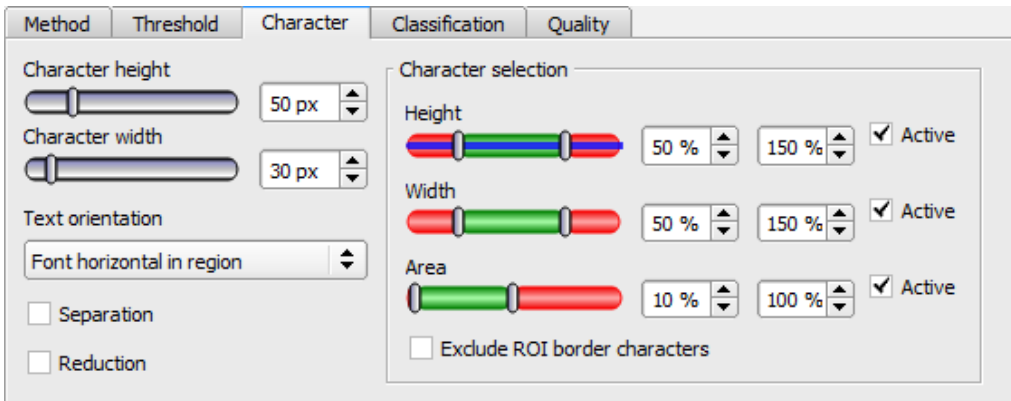 Method Threshold Character Classification Quality
Character height
50 px
Character width
30 px
Text orientation
Font horizontal in region
Separation
Reduction
Character selection
Height
50 % 150 % Active
Width
50 % 150 % Active
Area
10 % 100 % Active
Exclude ROI border characters